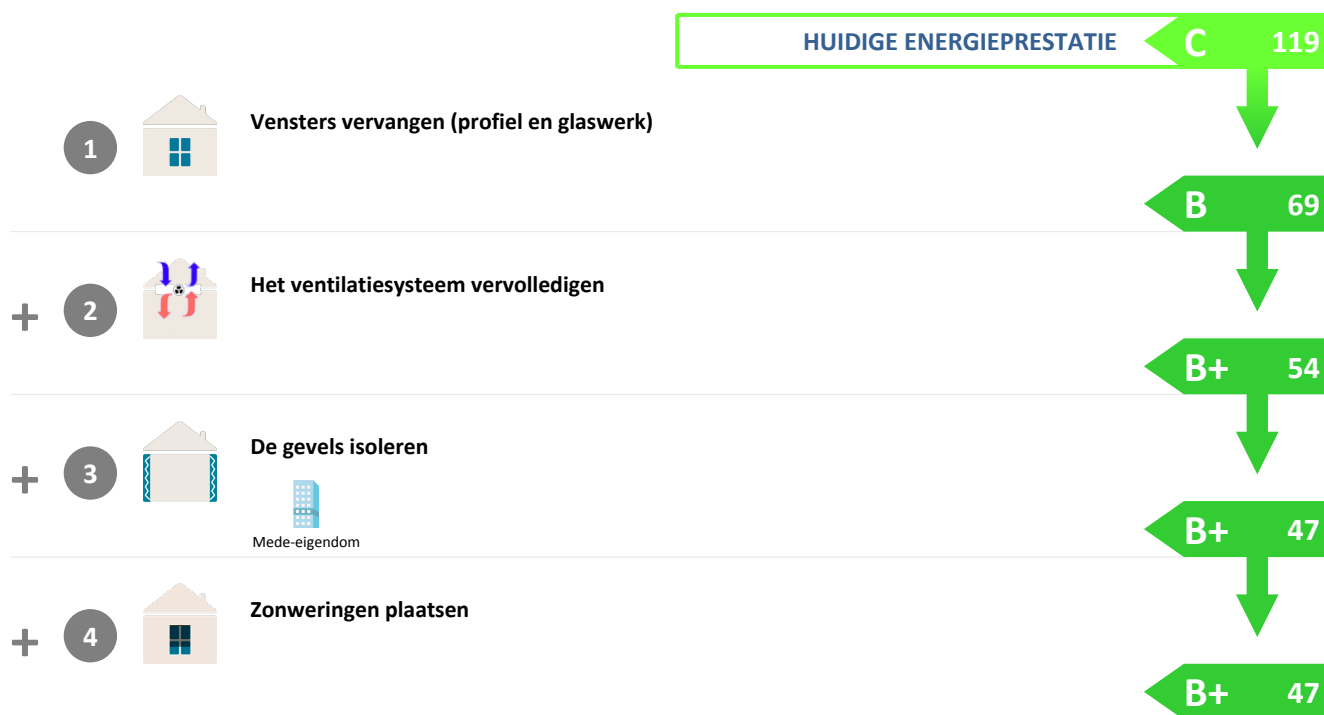 HUIDIGE ENERGIEPRESTATIE C 119
1 Vensters vervangen (profiel en glaswerk)
B 69
+ 2 Het ventilatiesysteem vervolledigen
B+ 54
+ 3 De gevels isoleren
Mede-eigendom
B+ 47
+ 4 Zonweringen plaatsen
B+ 47